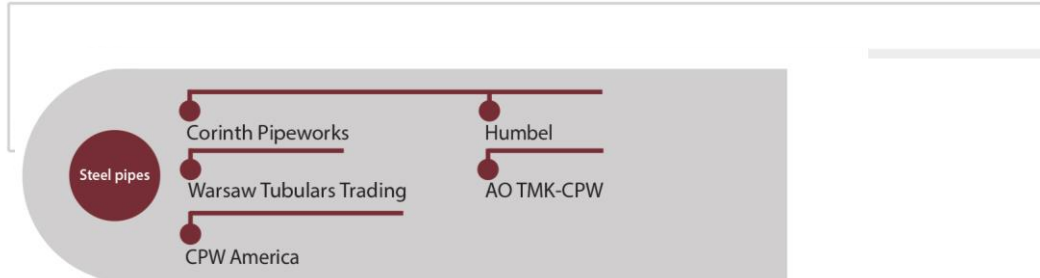 Corinth Pipeworks
Humbel
Steel pipes
Warsaw Tubulars Trading
AO TMK-CPW
CPW America